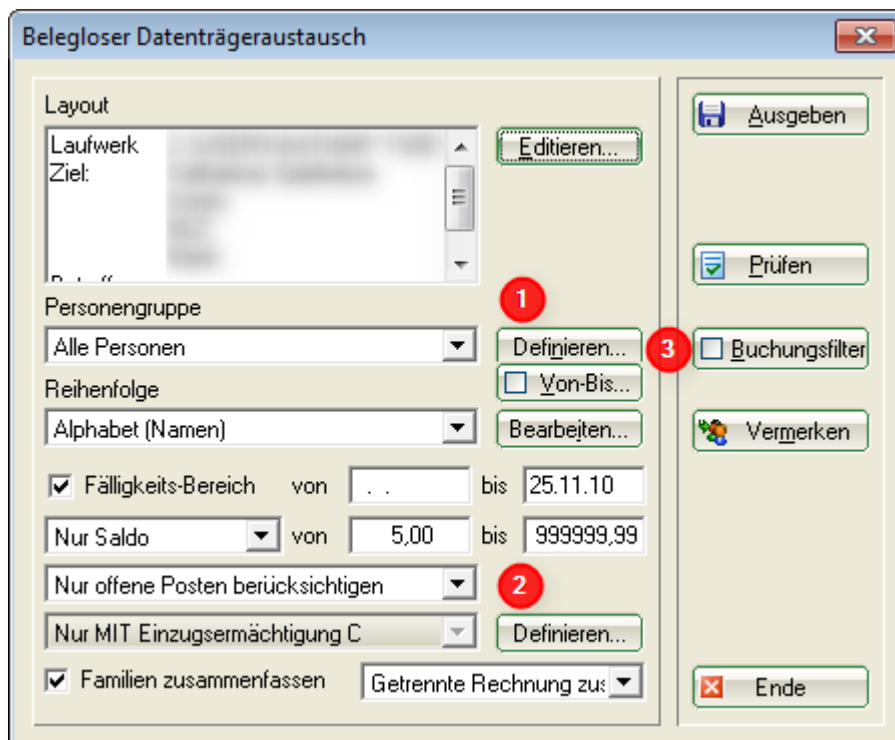 Belegloser Datenträgeraustausch
Layout
Laufwerk
Ziel:
Editieren...
Ausgeben
Prüfen
1
Personengruppe
Alle Personen
Definieren...
3
Buchungsfilter
Von-Bis...
Reihenfolge
Alphabet (Namen)
Bearbeiten...
Vermerken
Fälligkeits-Bereich von . . bis 25.11.10
Nur Saldo von 5,00 bis 999999,99
Nur offene Posten berücksichtigen
2
Nur MIT Einzugsermächtigung C
Definieren...
Familien zusammenfassen
Getrennte Rechnung zus
Ende